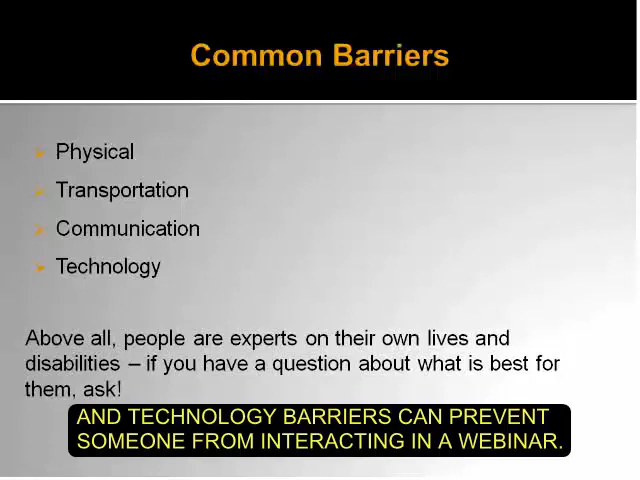 Common Barriers
Physical
Transportation
Communication
Technology
Above all, people are experts on their own lives and
disabilities – if you have a question about what is best for
them, ask!
AND TECHNOLOGY BARRIERS CAN PREVENT
SOMEONE FROM INTERACTING IN A WEBINAR.